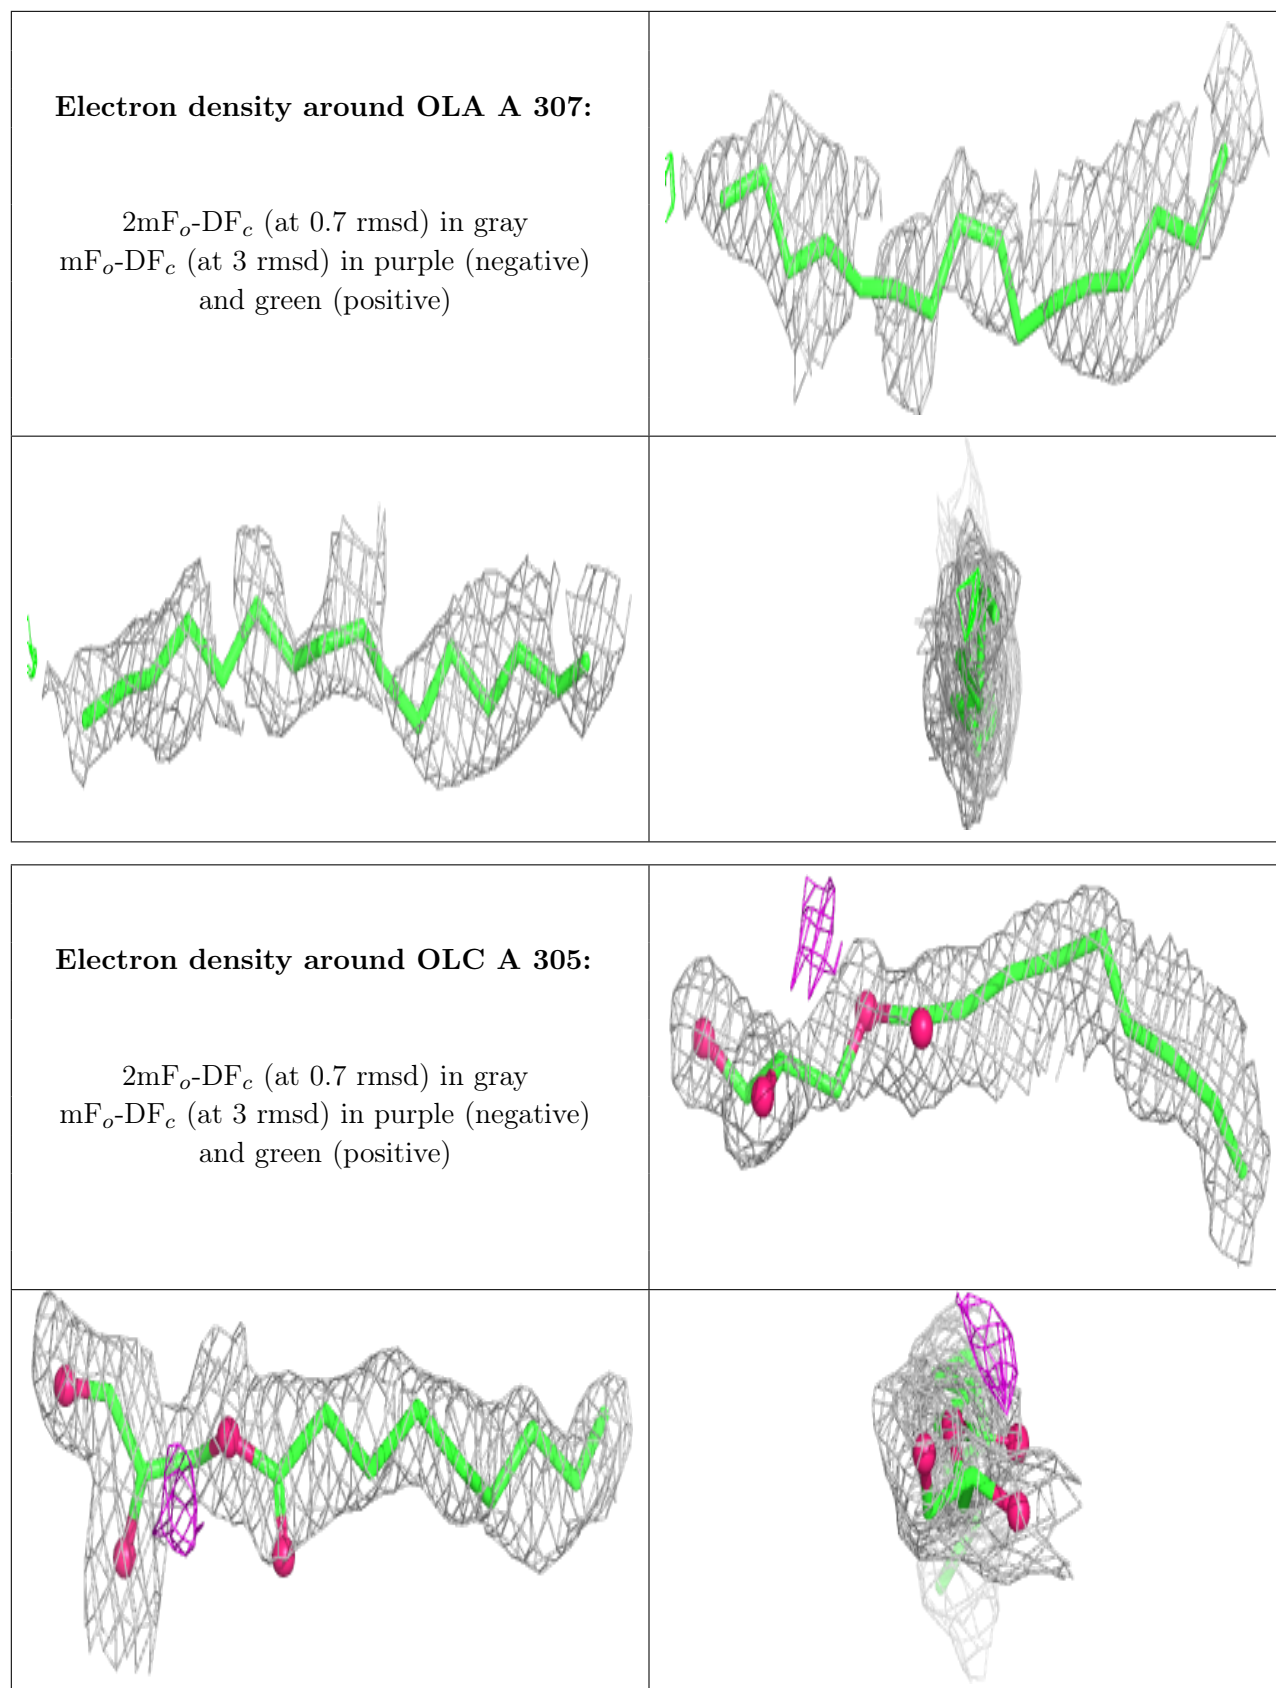 Electron density around OLA A 307:
2mFₒ-DF𝒸 (at 0.7 rmsd) in gray
mFₒ-DF𝒸 (at 3 rmsd) in purple (negative)
and green (positive)
Electron density around OLC A 305:
2mFₒ-DF𝒸 (at 0.7 rmsd) in gray
mFₒ-DF𝒸 (at 3 rmsd) in purple (negative)
and green (positive)